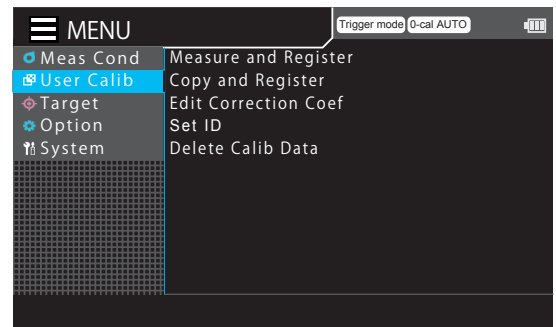 MENU
Trigger mode 0-cal AUTO
Meas Cond
User Calib
Target
Option
System
Measure and Register
Copy and Register
Edit Correction Coef
Set ID
Delete Calib Data